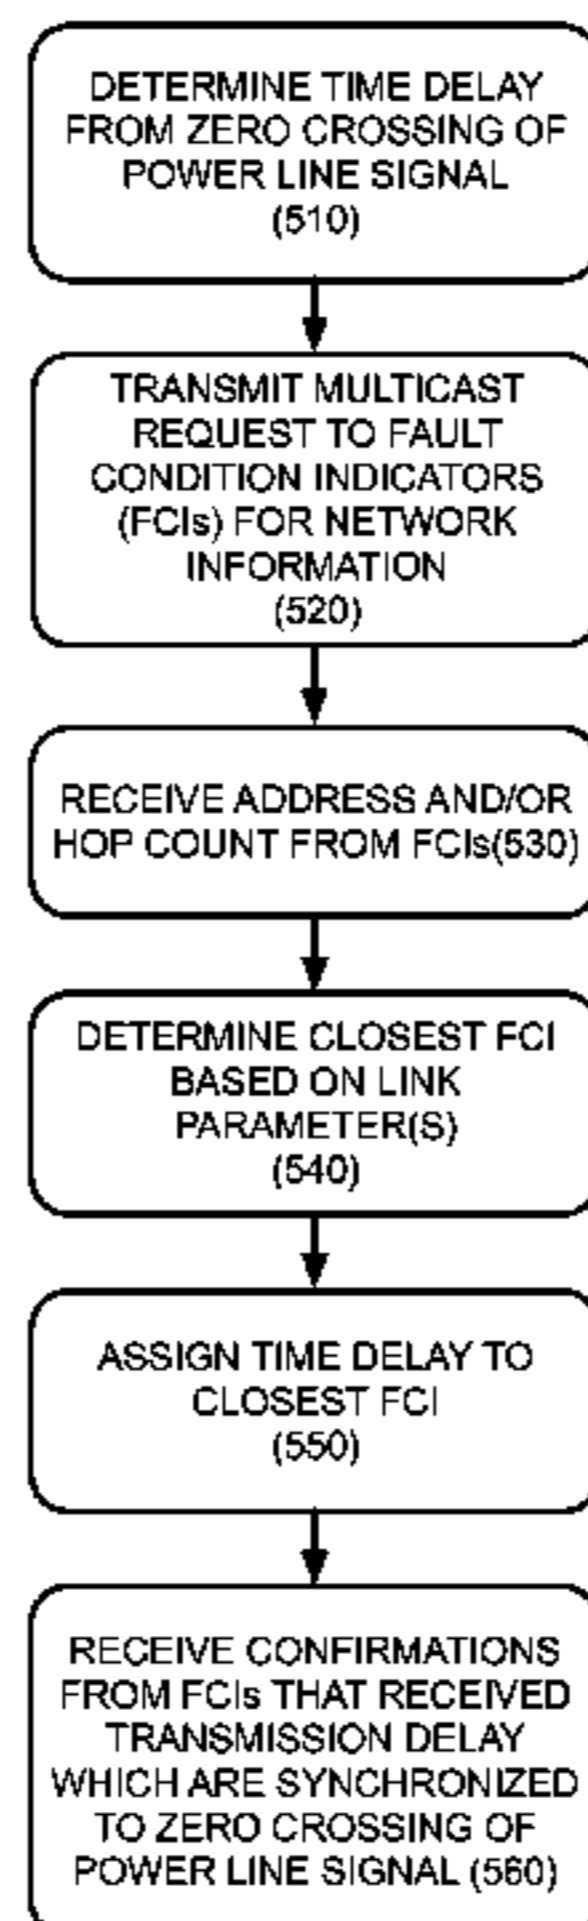 DETERMINE TIME DELAY
FROM ZERO CROSSING OF
POWER LINE SIGNAL
(510)
TRANSMIT MULTICAST
REQUEST TO FAULT
CONDITION INDICATORS
(FCIs) FOR NETWORK
INFORMATION
(520)
RECEIVE ADDRESS AND/OR
HOP COUNT FROM FCIs(530)
DETERMINE CLOSEST FCI
BASED ON LINK
PARAMETER(S)
(540)
ASSIGN TIME DELAY TO
CLOSEST FCI
(550)
RECEIVE CONFIRMATIONS
FROM FCIs THAT RECEIVED
TRANSMISSION DELAY
WHICH ARE SYNCHRONIZED
TO ZERO CROSSING OF
POWER LINE SIGNAL (560)